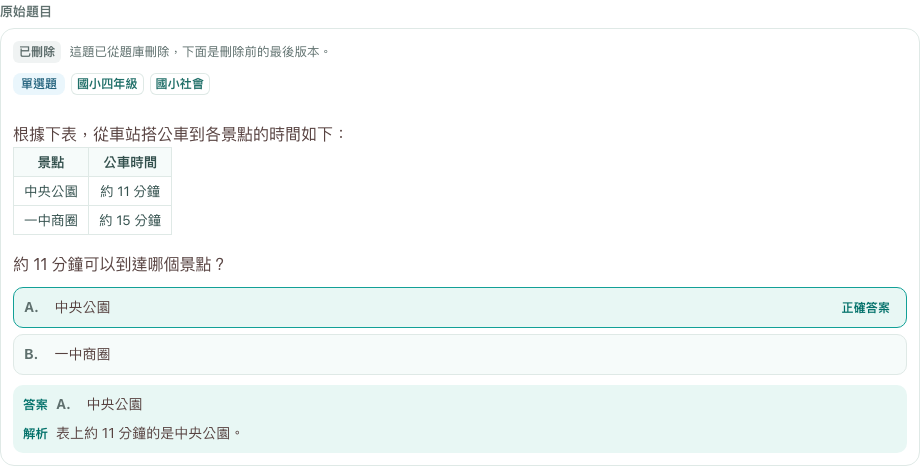 原始題目
已刪除 這題已從題庫刪除，下面是刪除前的最後版本。
單選題 國小四年級 國小社會
根據下表，從車站搭公車到各景點的時間如下：
景點 公車時間
中央公園 約 11 分鐘
一中商圈 約 15 分鐘
約 11 分鐘可以到達哪個景點？
A. 中央公園 正確答案
B. 一中商圈
答案 A. 中央公園
解析 表上約 11 分鐘的是中央公園。